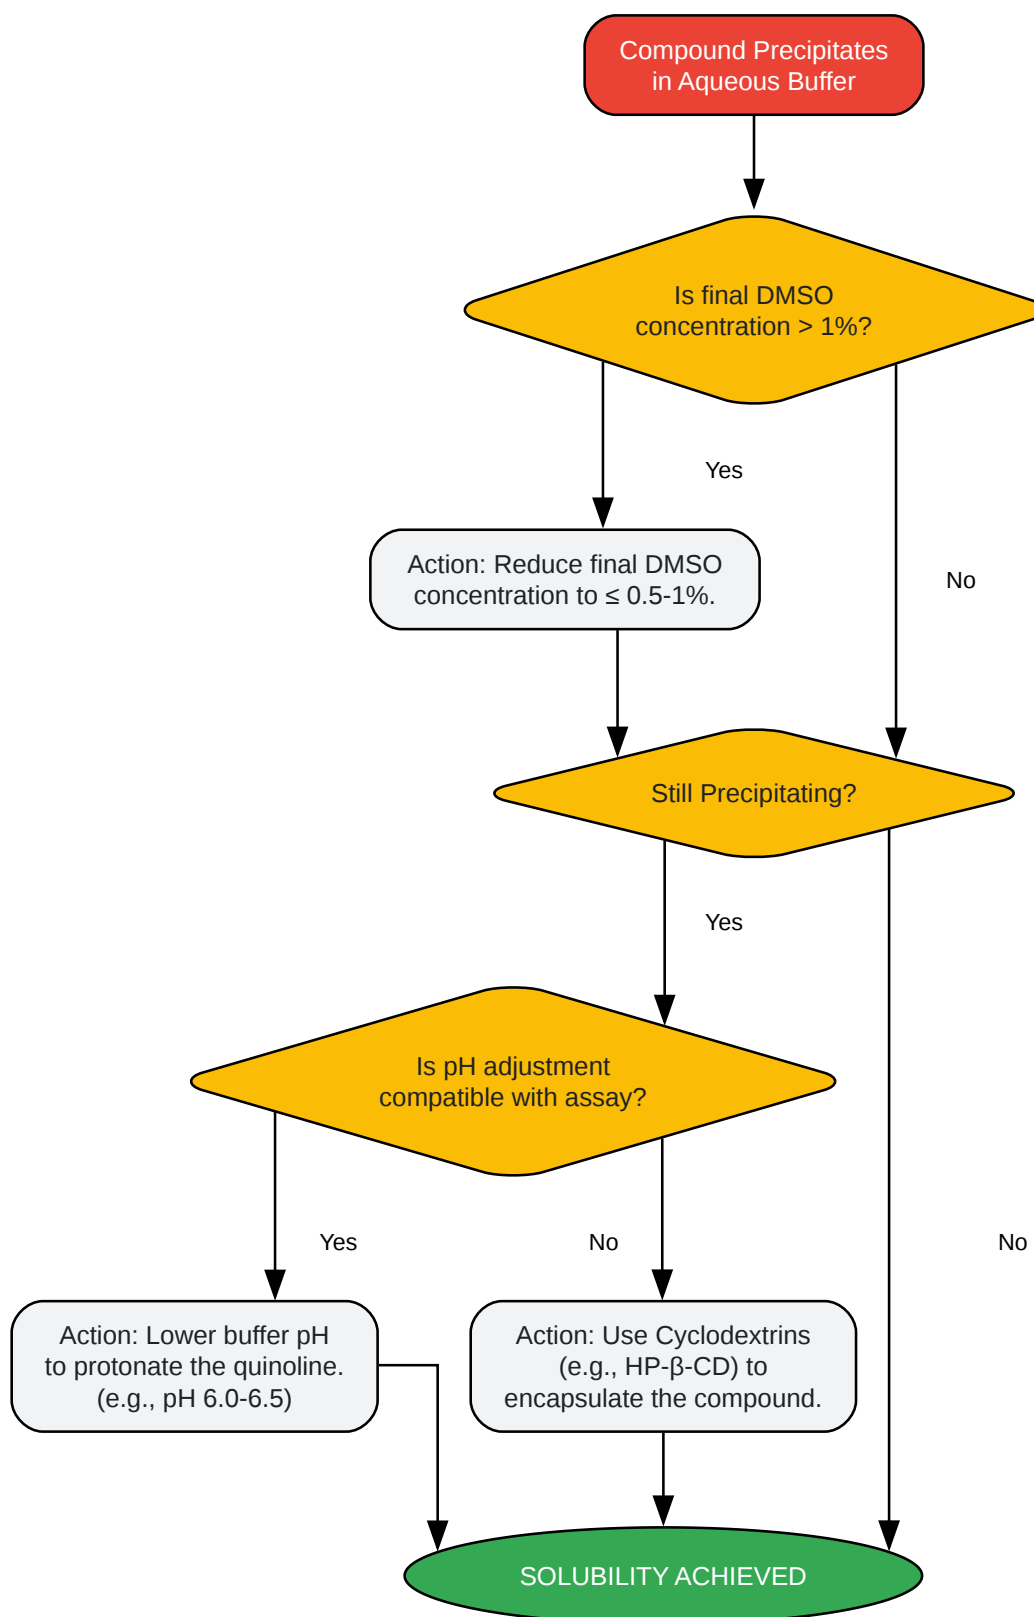 Compound Precipitates
in Aqueous Buffer
Is final DMSO
concentration > 1%?
Yes
Action: Reduce final DMSO
concentration to ≤ 0.5-1%.
No
Still Precipitating?
Yes
Is pH adjustment
compatible with assay?
Yes
No
No
Action: Lower buffer pH
to protonate the quinoline.
(e.g., pH 6.0-6.5)
Action: Use Cyclodextrins
(e.g., HP-β-CD) to
encapsulate the compound.
SOLUBILITY ACHIEVED